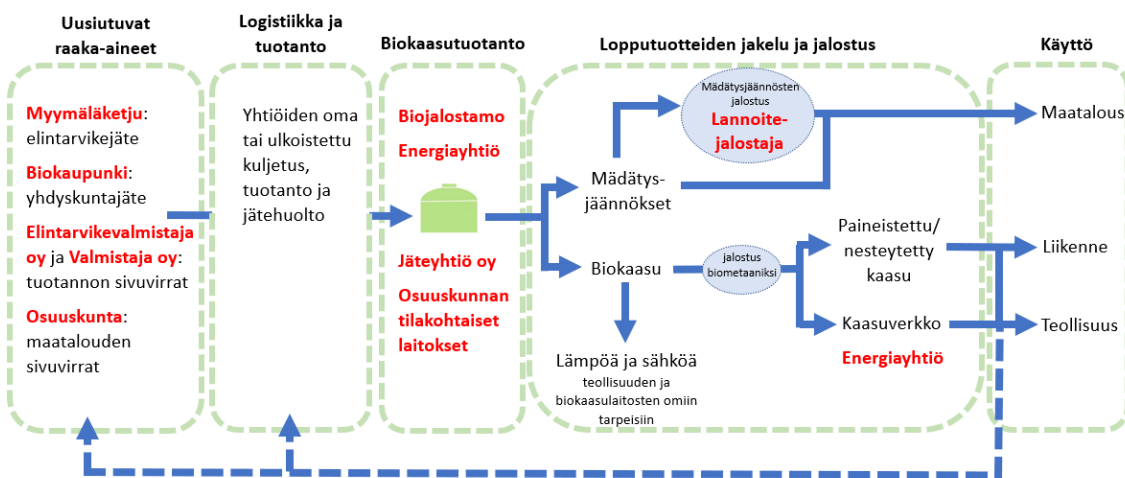 Uusiutuvat
raaka-aineet
Logistiikka ja
tuotanto
Biokaasutuotanto
Lopputuotteiden jakelu ja jalostus
Käyttö
Myymäläketju:
elintarvikejäte
Biokaupunki:
yhdyskuntajäte
Elintarvikevalmistaja
oy ja Valmistaja oy:
tuotannon sivuvirrat
Osuuskunta:
maatalouden
sivuvirrat
Yhtiöiden oma
tai ulkoistettu
kuljetus,
tuotanto ja
jätehuolto
Biojalostamo
Energiayhtiö
Jäteyhtiö oy
Osuuskunnan
tilakohtaiset
laitokset
Mädätysjäännösten
jalostus
Lannoite-
jalostaja
Mädätys-
jäännökset
Biokaasu
jalostus
biometaaniksi
Paineistettu/
nesteytetty
kaasu
Kaasuverkko
Energiayhtiö
Lämpöä ja sähköä
teollisuuden ja
biokaasulaitosten omiin
tarpeisiin
Maatalous
Liikenne
Teollisuus